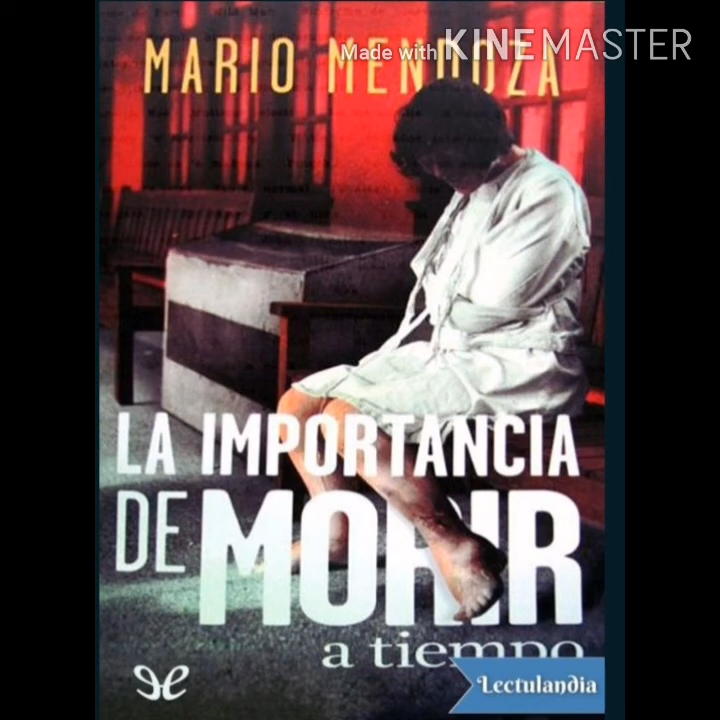 Made with KINEMASTER
MARIO MENDOZA
LA IMPORTANCIA
DE MORIR
a tiempo
Lectulandia